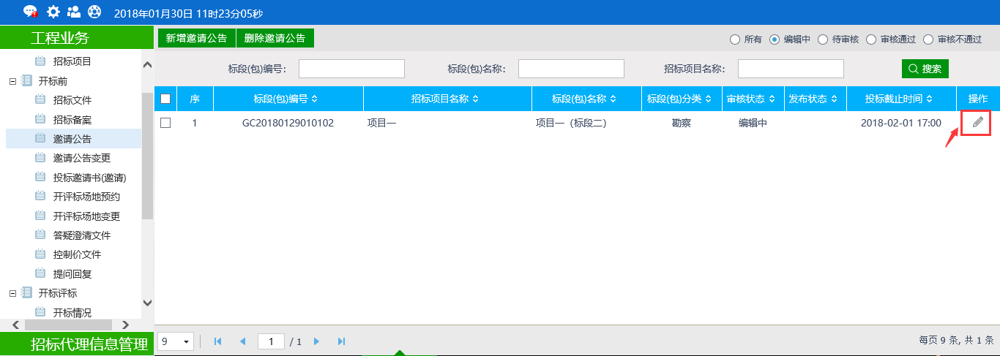 2018年01月30日 11时23分05秒
工程业务
招标项目
开标前
招标文件
招标备案
邀请公告
邀请公告变更
投标邀请书(邀请)
开评标场地预约
开评标场地变更
答疑澄清文件
控制价文件
提问回复
开标评标
开标情况
招标代理信息管理
新增邀请公告 删除邀请公告
所有 编辑中 待审核 审核通过 审核不通过
标段(包)编号: 标段(包)名称: 招标项目名称: 搜索
序 标段(包)编号 招标项目名称 标段(包)名称 标段(包)分类 审核状态 发布状态 投标截止时间 操作
1 GC20180129010102 项目一 项目一（标段二） 勘察 编辑中 2018-02-01 17:00
9 1 / 1 每页 9 条, 共 1 条